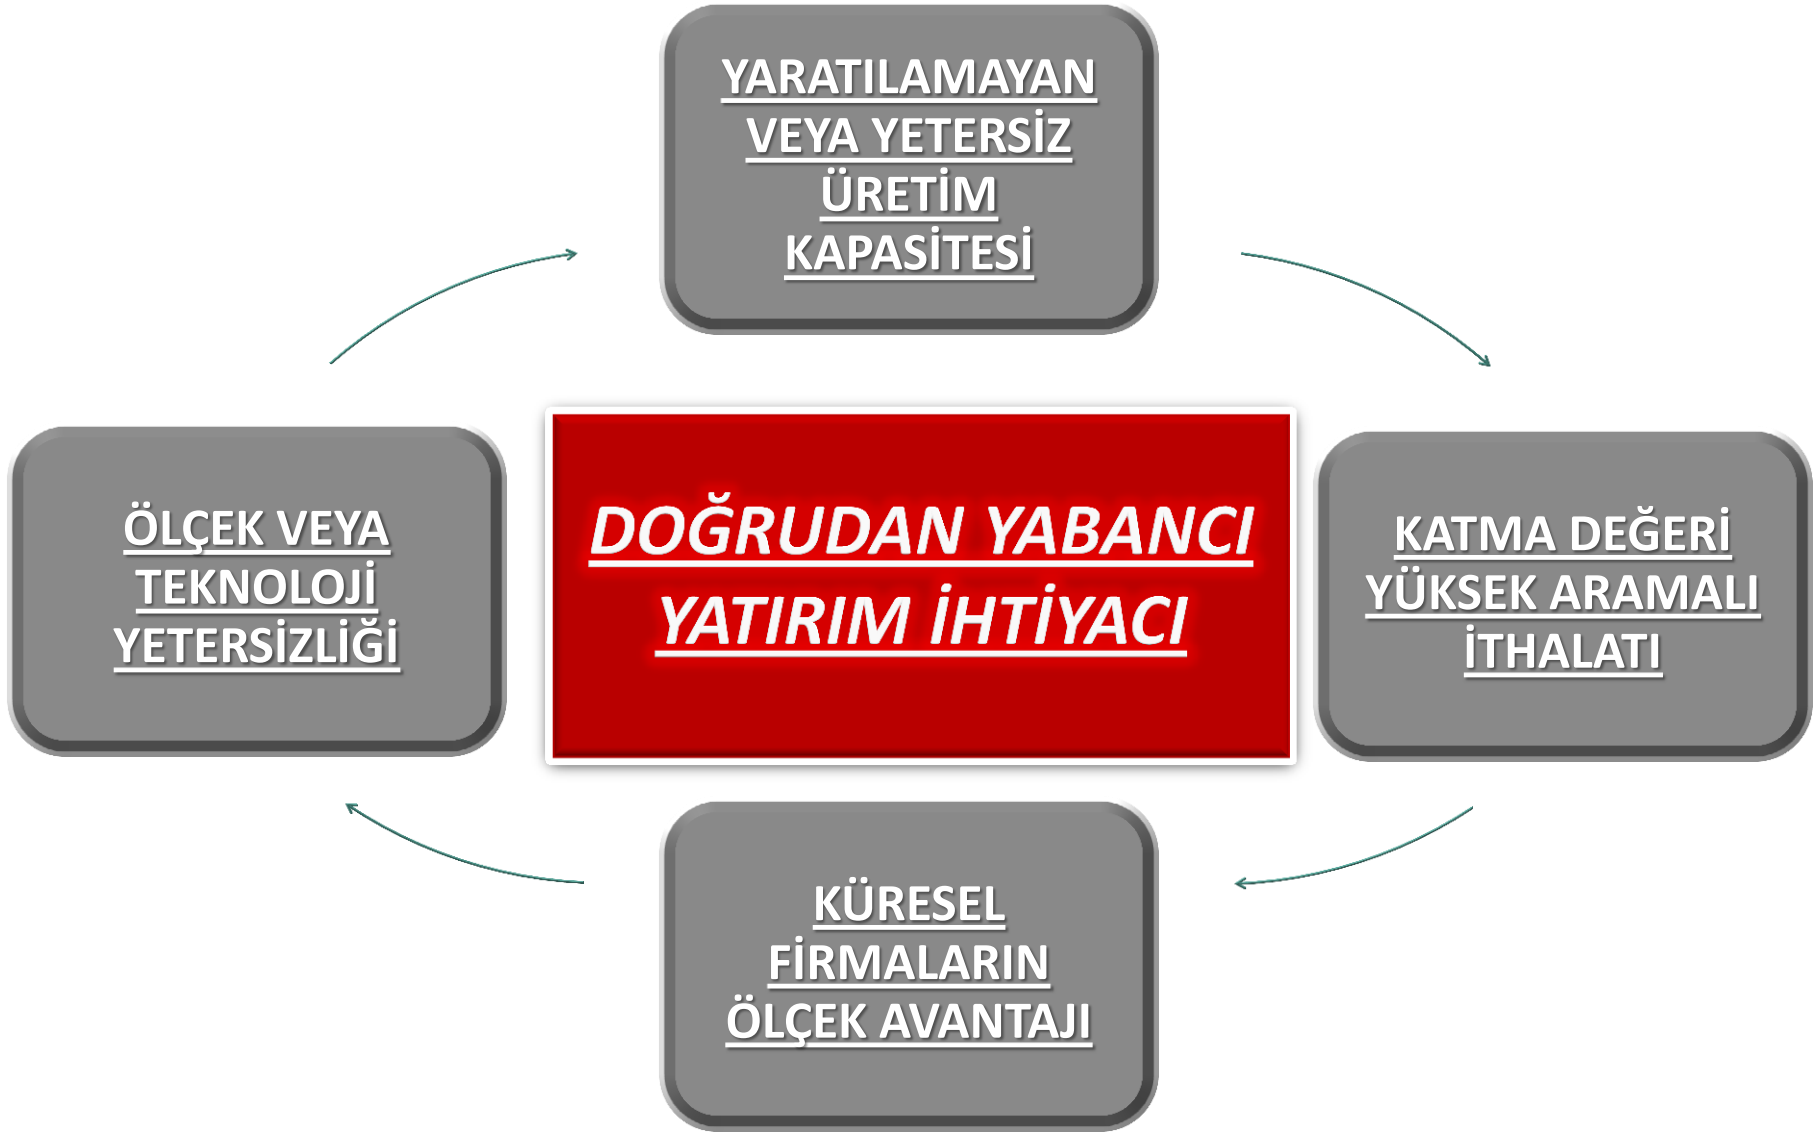 YARATILAMAYAN
VEYA YETERSİZ
ÜRETİM
KAPASİTESİ
ÖLÇEK VEYA
TEKNOLOJİ
YETERSİZLİĞİ
DOĞRUDAN YABANCI
YATIRIM İHTİYACI
KATMA DEĞERİ
YÜKSEK ARAMALI
İTHALATI
KÜRESEL
FİRMALARIN
ÖLÇEK AVANTAJI